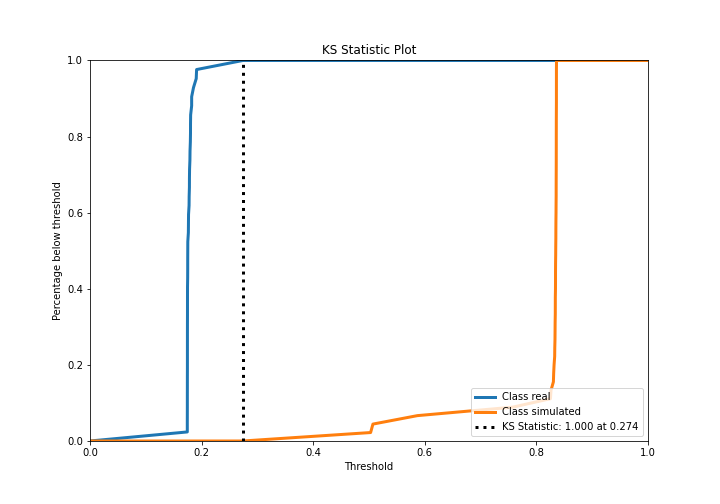 KS Statistic Plot
1.0
0.8
0.6
0.4
0.2
0.0
Percentage below threshold
0.0 0.2 0.4 0.6 0.8 1.0
Threshold
Class real
Class simulated
KS Statistic: 1.000 at 0.274